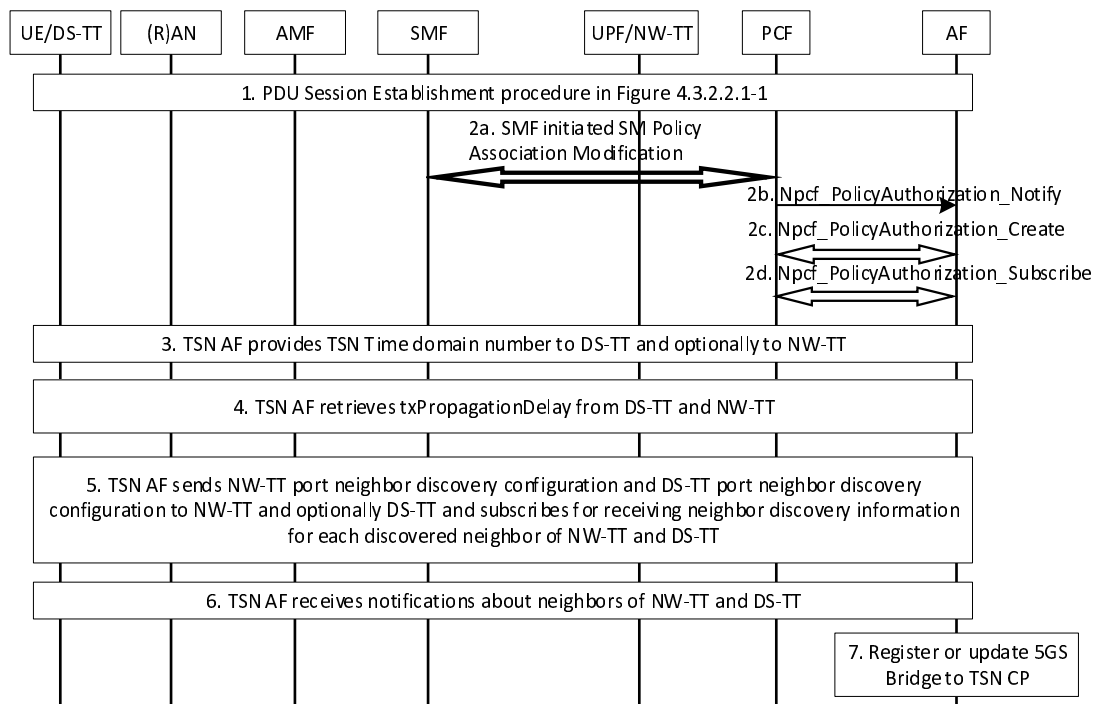 UE/DS-TT
(R)AN
AMF
SMF
UPF/NW-TT
PCF
AF
1. PDU Session Establishment procedure in Figure 4.3.2.2.1-1
2a. SMF initiated SM Policy
Association Modification
2b. Npcf_PolicyAuthorization_Notify
2c. Npcf_PolicyAuthorization_Create
2d. Npcf_PolicyAuthorization_Subscribe
3. TSN AF provides TSN Time domain number to DS-TT and optionally to NW-TT
4. TSN AF retrieves txPropagationDelay from DS-TT and NW-TT
5. TSN AF sends NW-TT port neighbor discovery configuration and DS-TT port neighbor discovery
configuration to NW-TT and optionally DS-TT and subscribes for receiving neighbor discovery information
for each discovered neighbor of NW-TT and DS-TT
6. TSN AF receives notifications about neighbors of NW-TT and DS-TT
7. Register or update 5GS
Bridge to TSN CP